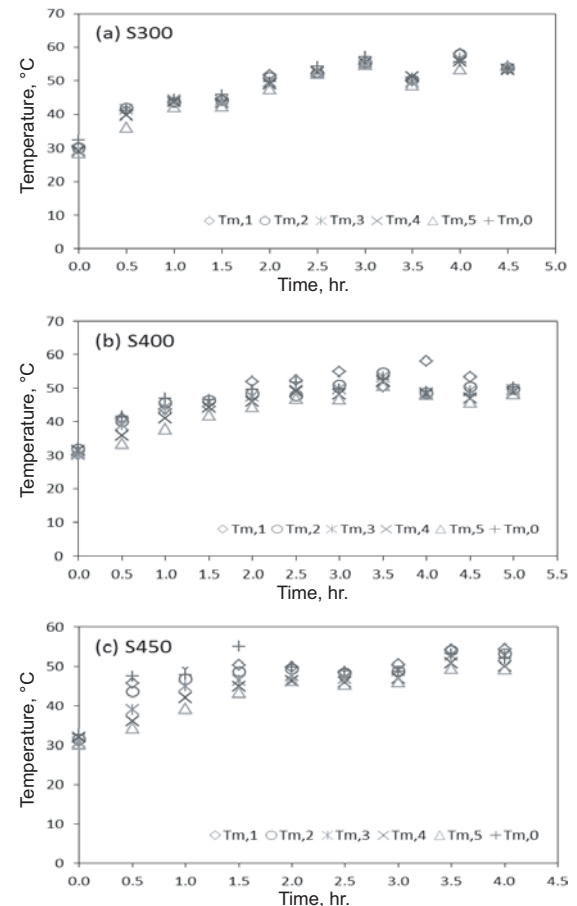 70
(a) S300
60
50
40
30
20
10
0
Temperature, °C
◇Tm,1 ○Tm,2 ӿTm,3 ×Tm,4 △Tm,5 +Tm,0
0.0 0.5 1.0 1.5 2.0 2.5 3.0 3.5 4.0 4.5 5.0
Time, hr.
70
(b) S400
60
50
40
30
20
10
0
Temperature, °C
◇Tm,1 ○Tm,2 ӿTm,3 ×Tm,4 △Tm,5 +Tm,0
0.0 0.5 1.0 1.5 2.0 2.5 3.0 3.5 4.0 4.5 5.0 5.5
Time, hr.
60
(c) S450
50
40
30
20
10
0
Temperature, °C
◇Tm,1 ○Tm,2 ӿTm,3 ×Tm,4 △Tm,5 +Tm,0
0.0 0.5 1.0 1.5 2.0 2.5 3.0 3.5 4.0 4.5
Time, hr.